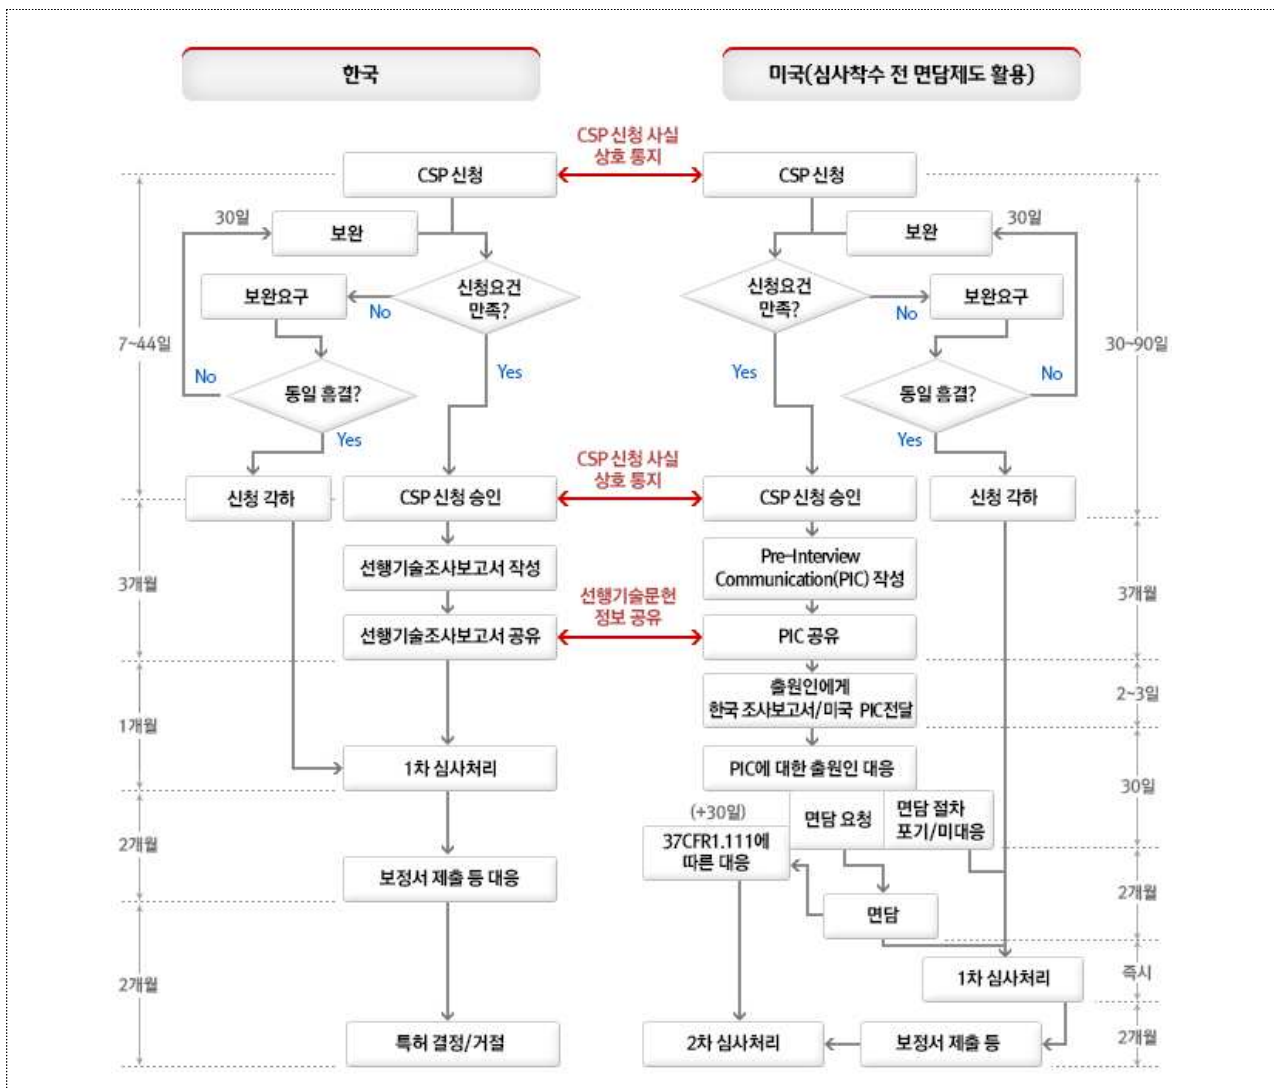 한국
미국(심사착수 전 면담제도 활용)
CSP 신청 사실
상호 통지
CSP 신청
CSP 신청
30일
보완
보완
30일
신청요건
만족?
보완요구
No
신청요건
만족?
보완요구
No
7~44일
30~90일
Yes
Yes
No
동일 흠결?
Yes
동일 흠결?
No
Yes
CSP 신청 사실
상호 통지
신청 각하
CSP 신청 승인
CSP 신청 승인
신청 각하
선행기술조사보고서 작성
Pre-Interview
Communication(PIC) 작성
3개월
3개월
선행기술문헌
정보 공유
선행기술조사보고서 공유
PIC 공유
출원인에게
한국 조사보고서/미국 PIC전달
2~3일
1개월
1차 심사처리
PIC에 대한 출원인 대응
30일
(+30일)
면담 요청
면담 절차
포기/미대응
37CFR1.111에
따른 대응
2개월
보정서 제출 등 대응
2개월
면담
1차 심사처리
즉시
2개월
특허 결정/거절
2차 심사처리
보정서 제출 등
2개월